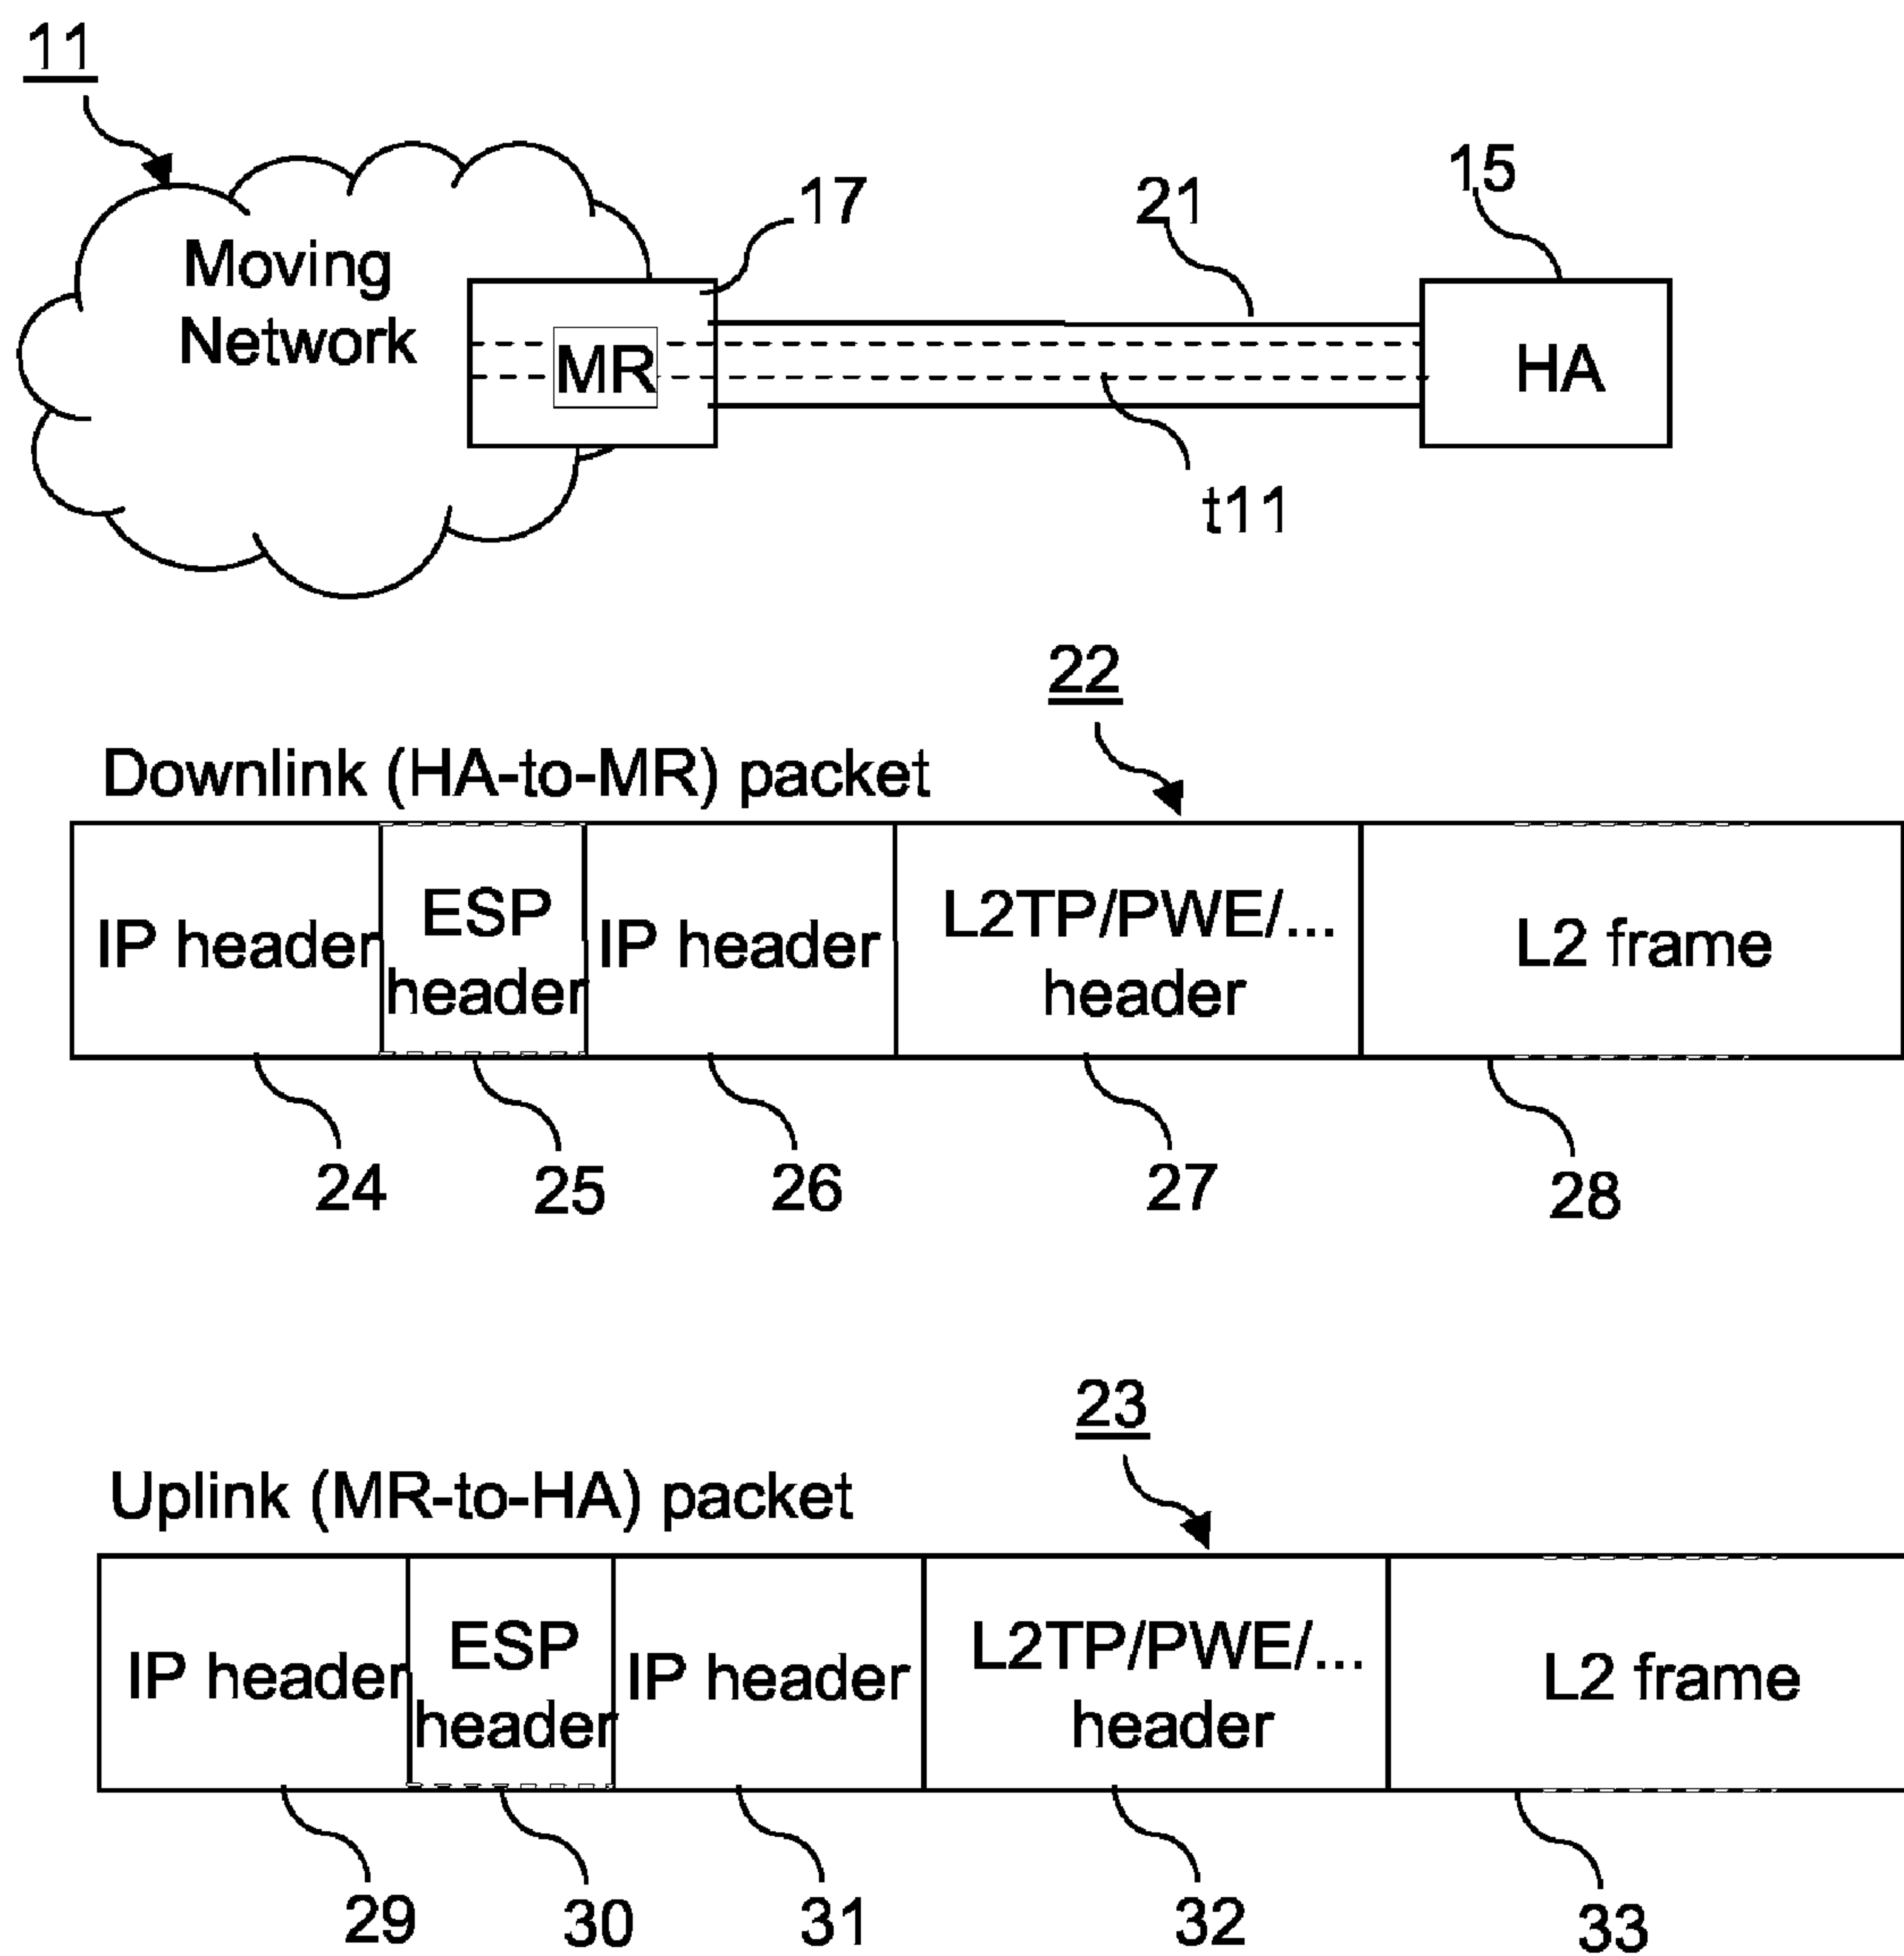 11
17
21
15
Moving
Network
MR
HA
t11
22
Downlink (HA-to-MR) packet
IP header
ESP
header
IP header
L2TP/PWE/...
header
L2 frame
24
25
26
27
28
23
Uplink (MR-to-HA) packet
IP header
ESP
header
IP header
L2TP/PWE/...
header
L2 frame
29
30
31
32
33